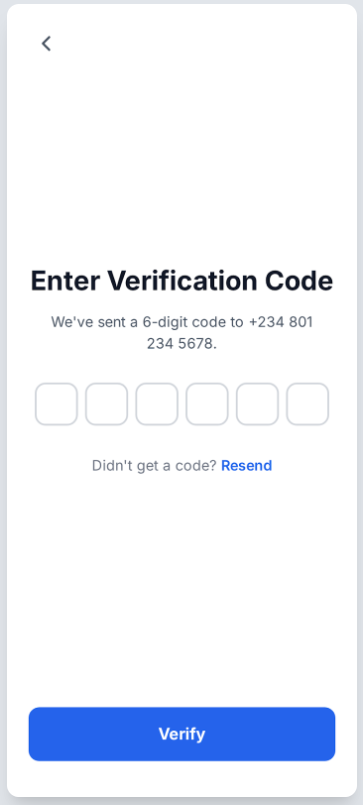 Enter Verification Code
We've sent a 6-digit code to +234 801
234 5678.
Didn't get a code? Resend
Verify